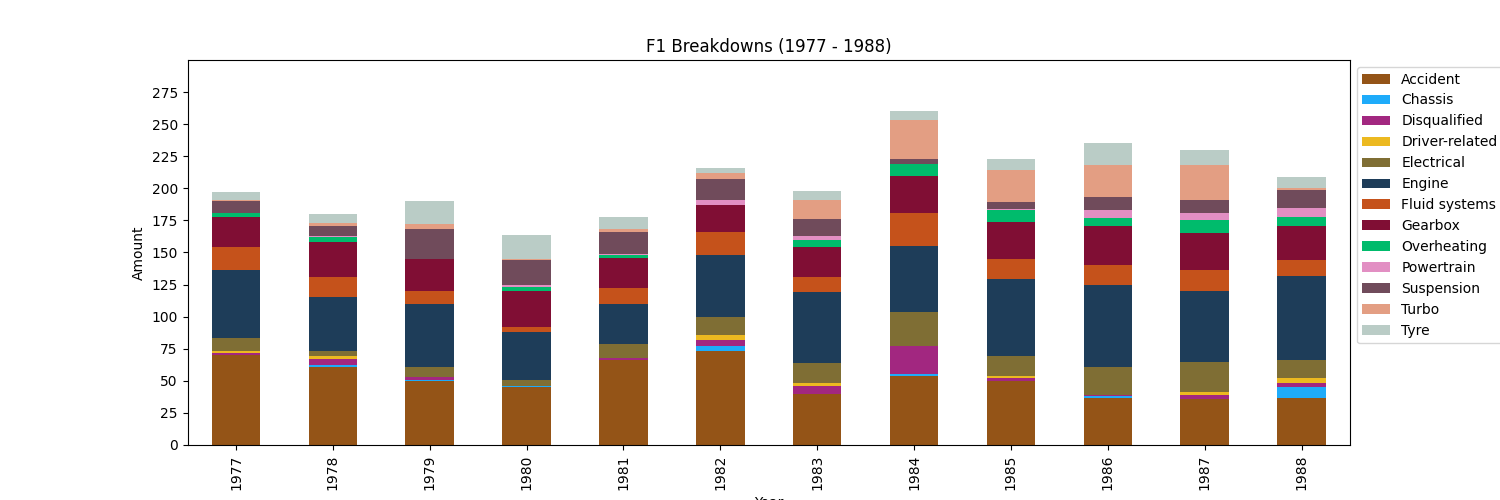 F1 Breakdowns (1977 - 1988)
Amount
275
250
225
200
175
150
125
100
75
50
25
0
1977
1978
1979
1980
1981
1982
1983
1984
1985
1986
1987
1988
Year
Accident
Chassis
Disqualified
Driver-related
Electrical
Engine
Fluid systems
Gearbox
Overheating
Powertrain
Suspension
Turbo
Tyre